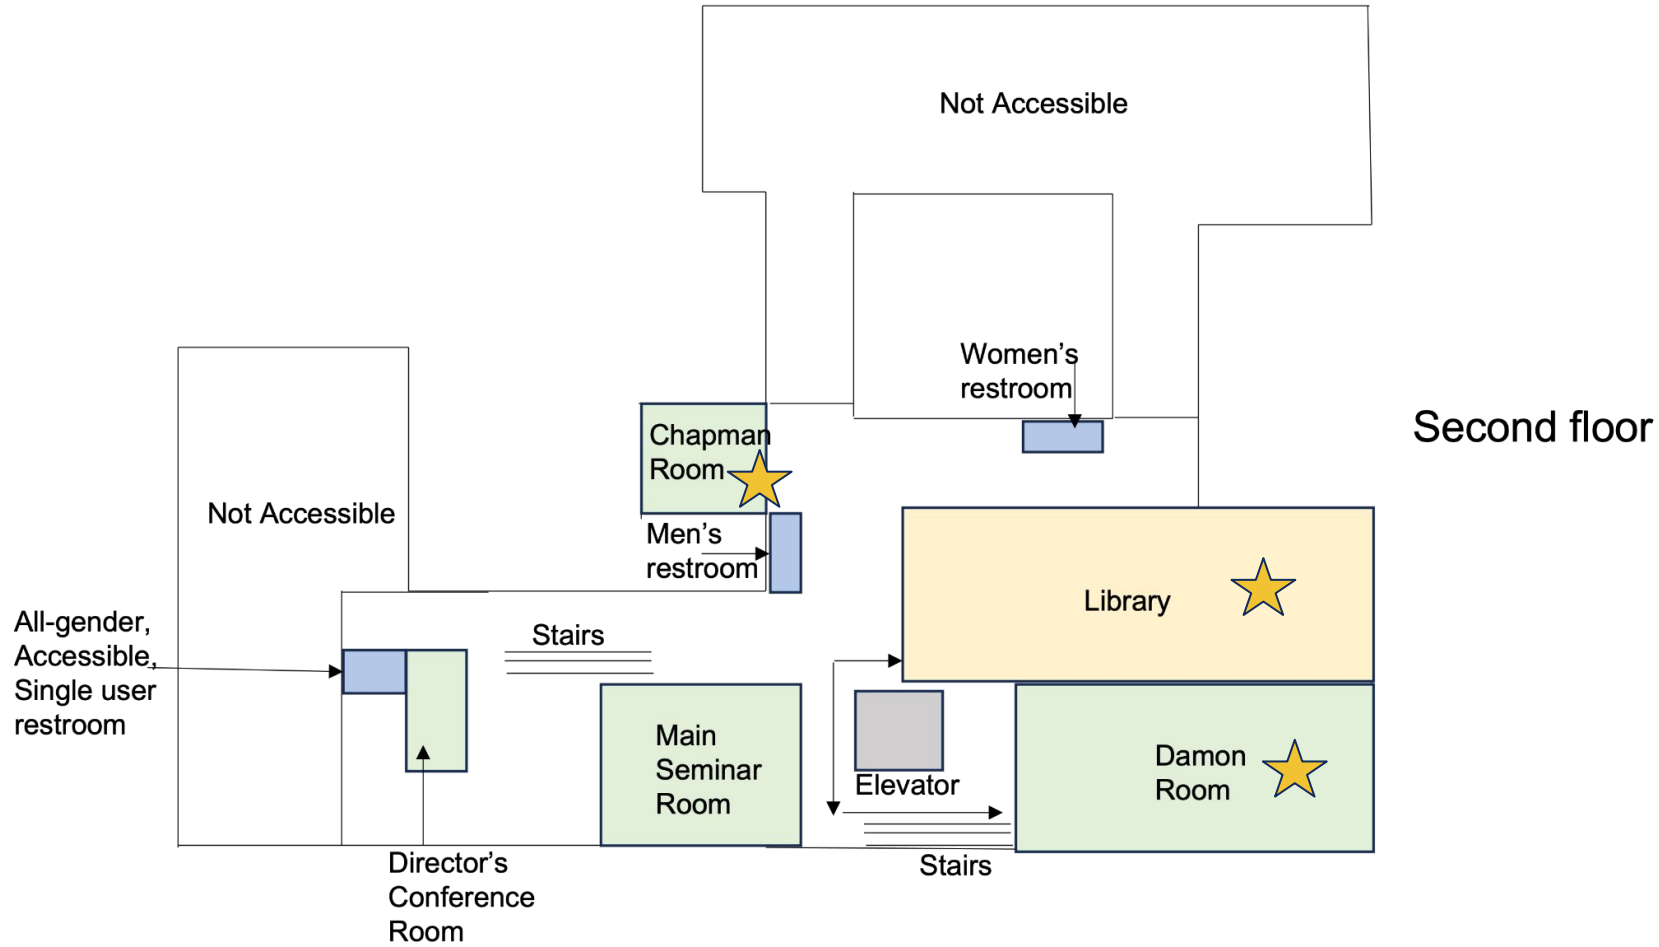 Not Accessible
Women's
restroom
Second floor
Chapman
Room
Not Accessible
Men's
restroom
Library
All-gender,
Accessible,
Single user
restroom
Stairs
Main
Seminar
Room
Elevator
Damon
Room
Stairs
Director's
Conference
Room